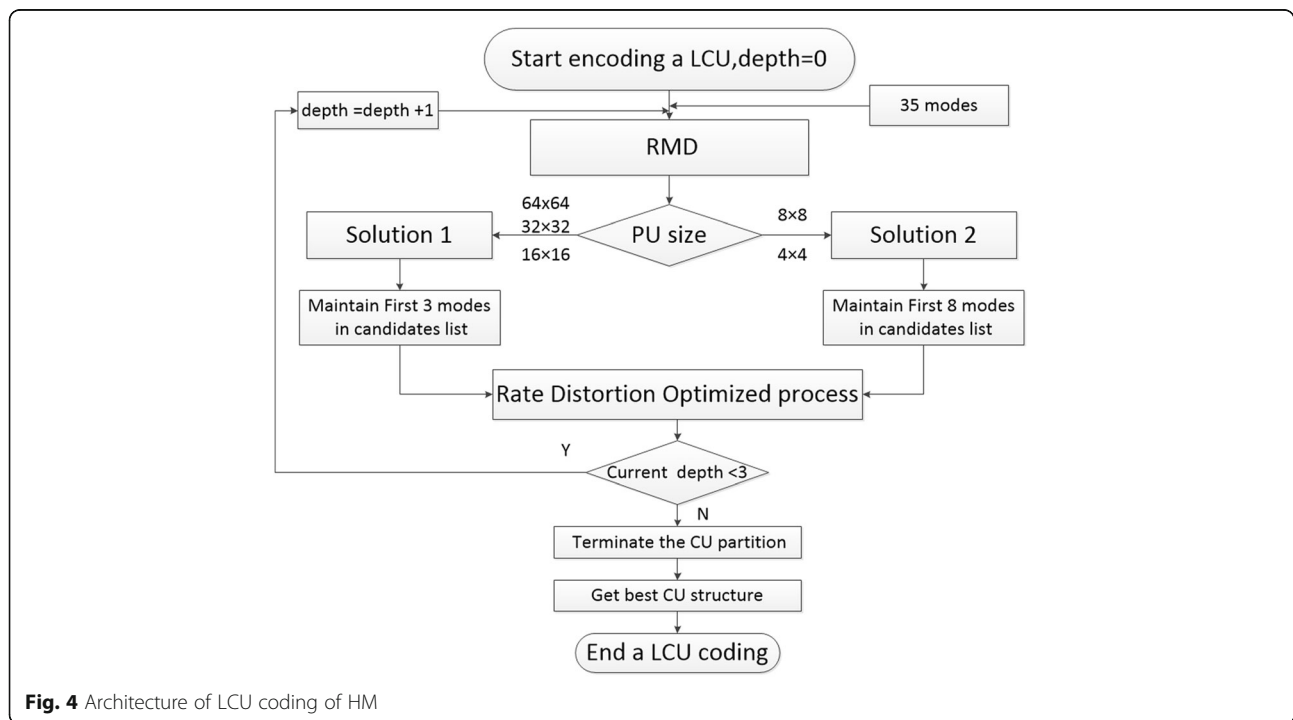 Start encoding a LCU,depth=0
depth =depth +1
35 modes
RMD
64x64
32×32
16×16
PU size
8×8
4×4
Solution 1
Solution 2
Maintain First 3 modes
in candidates list
Maintain First 8 modes
in candidates list
Rate Distortion Optimized process
Y
Current depth <3
N
Terminate the CU partition
Get best CU structure
End a LCU coding
Fig. 4 Architecture of LCU coding of HM